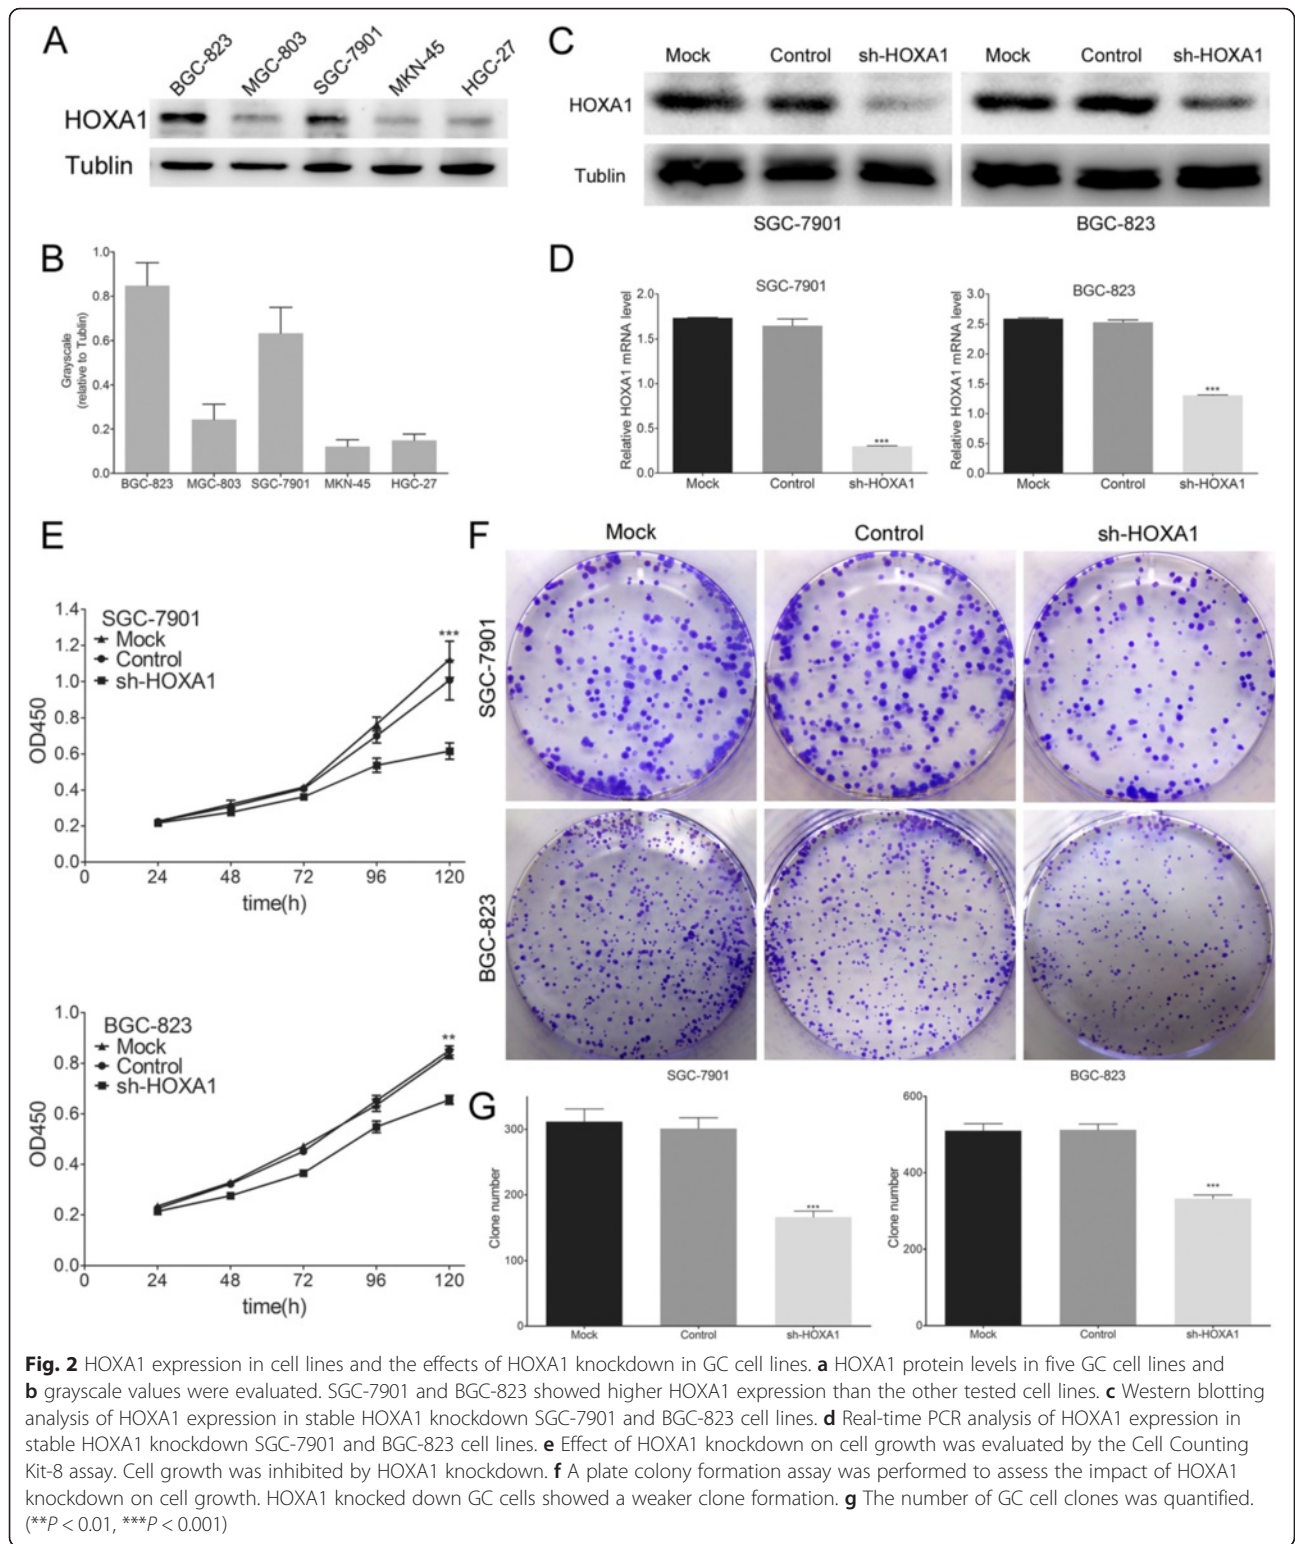 A
BGC-823 MGC-803 SGC-7901 MKN-45 HGC-27
HOXA1
Tublin
B
1.0
0.8
0.6
0.4
0.2
0.0
Grayscale
(relative to Tublin)
BGC-823 MGC-803 SGC-7901 MKN-45 HGC-27
C
Mock Control sh-HOXA1 Mock Control sh-HOXA1
HOXA1
Tublin
SGC-7901 BGC-823
D
SGC-7901
Relative HOXA1 mRNA level
2.0
1.5
1.0
0.5
0.0
***
Mock Control sh-HOXA1
BGC-823
Relative HOXA1 mRNA level
3.0
2.5
2.0
1.5
1.0
0.5
0.0
***
Mock Control sh-HOXA1
E
SGC-7901
Mock
Control
sh-HOXA1
OD450
1.4
1.2
1.0
0.8
0.6
0.4
0.2
0.0
***
0 24 48 72 96 120
time(h)
BGC-823
Mock
Control
sh-HOXA1
OD450
1.0
0.8
0.6
0.4
0.2
0.0
**
0 24 48 72 96 120
time(h)
F
Mock Control sh-HOXA1
SGC-7901
BGC-823
G
SGC-7901
Clone number
300
200
100
0
***
Mock Control sh-HOXA1
BGC-823
Clone number
600
400
200
0
***
Mock Control sh-HOXA1
Fig. 2 HOXA1 expression in cell lines and the effects of HOXA1 knockdown in GC cell lines. a HOXA1 protein levels in five GC cell lines and
b grayscale values were evaluated. SGC-7901 and BGC-823 showed higher HOXA1 expression than the other tested cell lines. c Western blotting
analysis of HOXA1 expression in stable HOXA1 knockdown SGC-7901 and BGC-823 cell lines. d Real-time PCR analysis of HOXA1 expression in
stable HOXA1 knockdown SGC-7901 and BGC-823 cell lines. e Effect of HOXA1 knockdown on cell growth was evaluated by the Cell Counting
Kit-8 assay. Cell growth was inhibited by HOXA1 knockdown. f A plate colony formation assay was performed to assess the impact of HOXA1
knockdown on cell growth. HOXA1 knocked down GC cells showed a weaker clone formation. g The number of GC cell clones was quantified.
(**P < 0.01, ***P < 0.001)